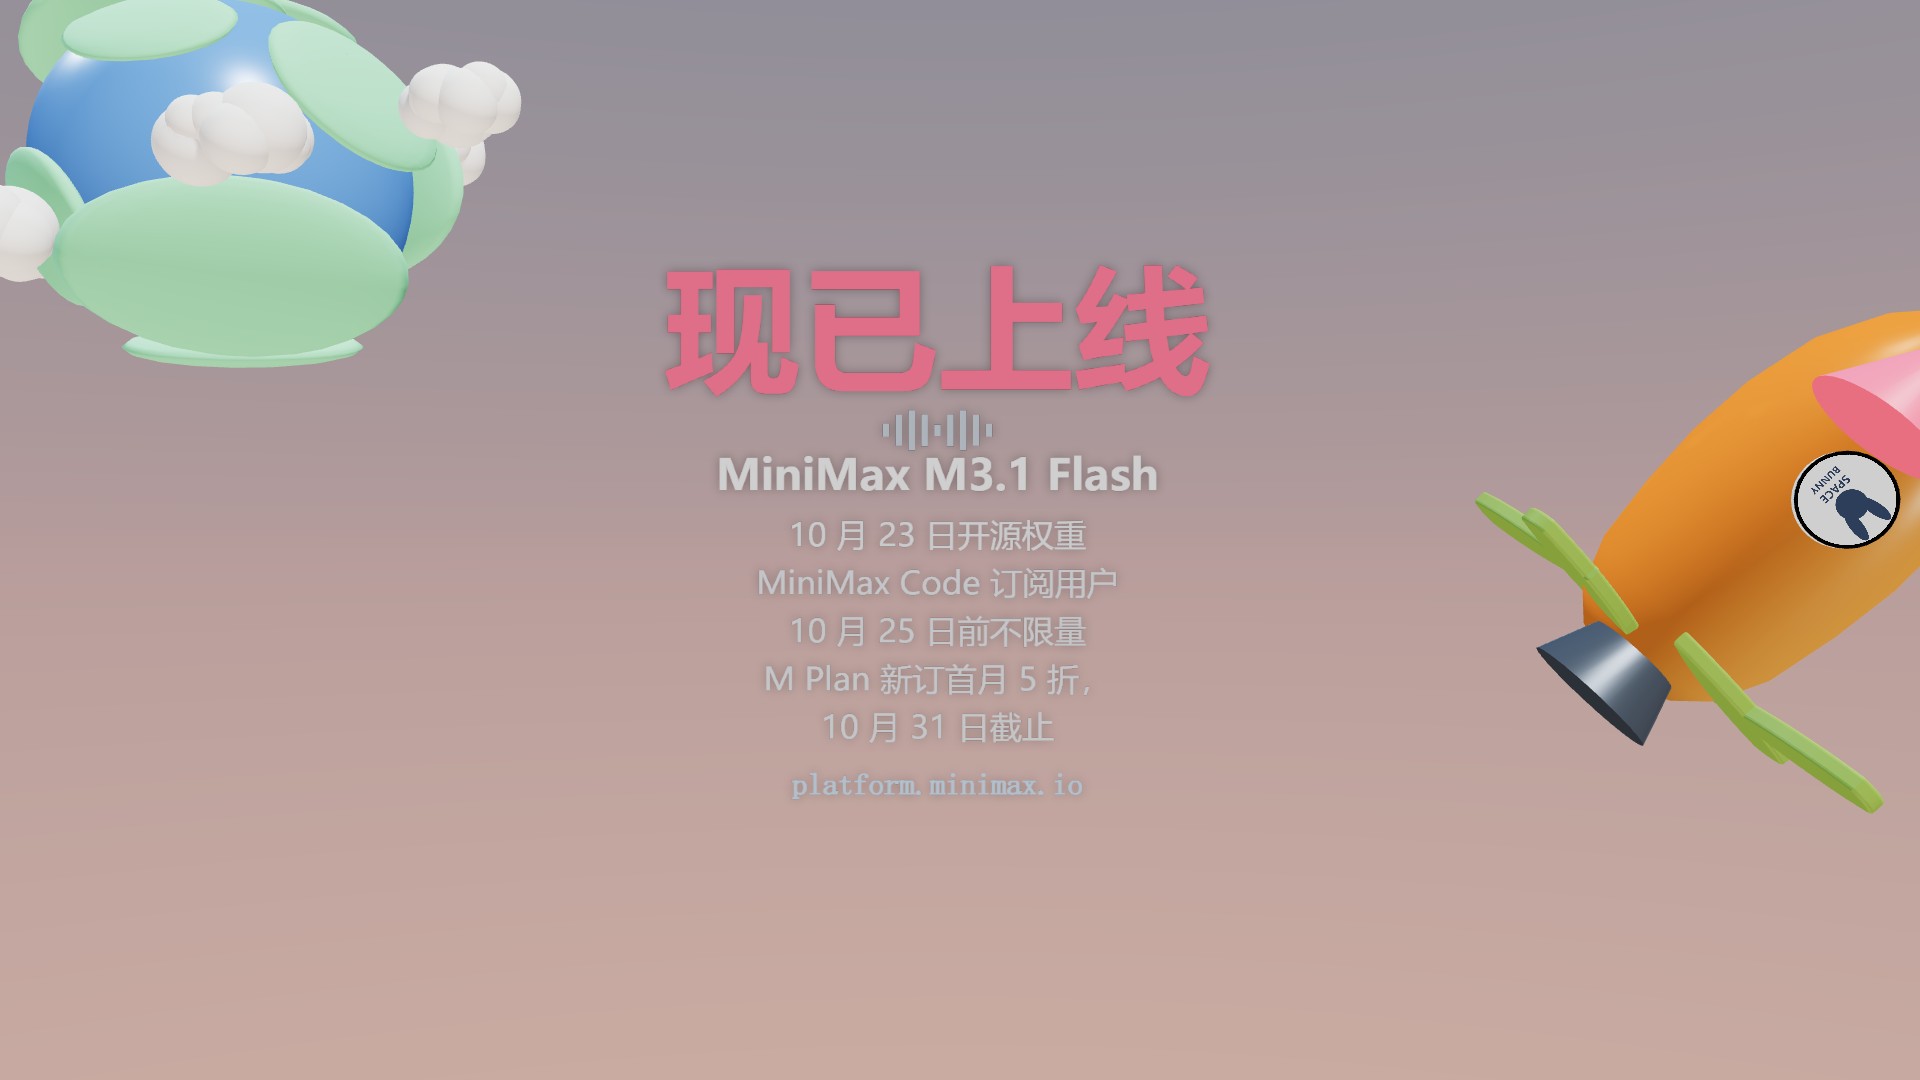 现已上线
MiniMax M3.1 Flash
10 月 23 日开源权重
MiniMax Code 订阅用户
10 月 25 日前不限量
M Plan 新订首月 5 折，
10 月 31 日截止
platform.minimax.io
SPACE
BUNNY